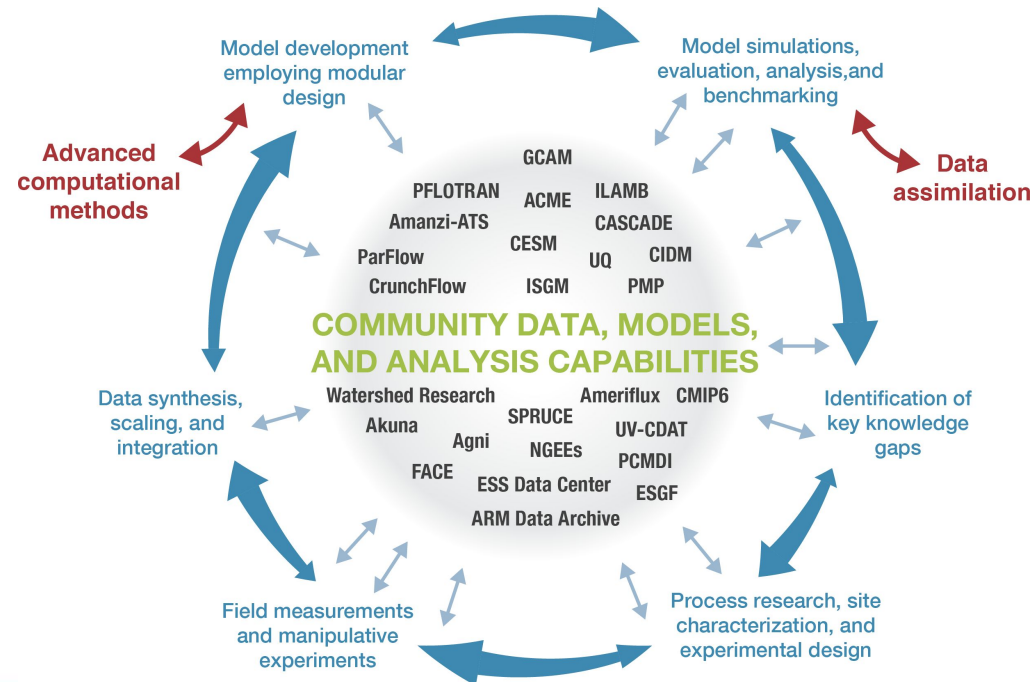 Model development
employing modular
design
Model simulations,
evaluation, analysis,and
benchmarking
Advanced
computational
methods
Data
assimilation
GCAM
PFLOTRAN
ACME
ILAMB
Amanzi-ATS
CASCADE
CESM
ParFlow
UQ
CIDM
CrunchFlow
ISGM
PMP
COMMUNITY DATA, MODELS,
AND ANALYSIS CAPABILITIES
Watershed Research
Ameriflux
CMIP6
SPRUCE
Akuna
UV-CDAT
Agni
NGEEs
PCMDI
FACE
ESS Data Center
ESGF
ARM Data Archive
Data synthesis,
scaling, and
integration
Identification of
key knowledge
gaps
Field measurements
and manipulative
experiments
Process research, site
characterization, and
experimental design